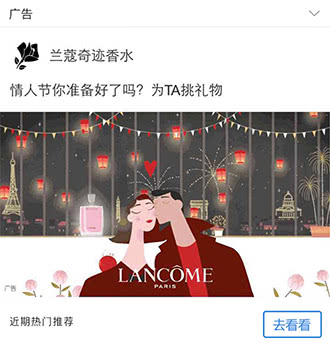 广告
兰蔻奇迹香水
情人节你准备好了吗？为TA挑礼物
LANCÔME
PARIS
广告
近期热门推荐
去看看